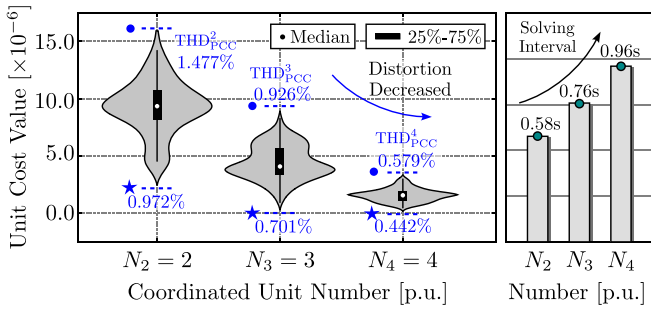 Unit Cost Value [×10⁻⁶]
15.0
10.0
5.0
0.0
THD²PCC
1.477%
0.972%
THD³PCC
0.926%
0.701%
THD⁴PCC
0.579%
0.442%
Median
25%-75%
Distortion
Decreased
N₂ = 2
N₃ = 3
N₄ = 4
Coordinated Unit Number [p.u.]
Solving
Interval
0.58s
0.76s
0.96s
N₂
N₃
N₄
Number [p.u.]